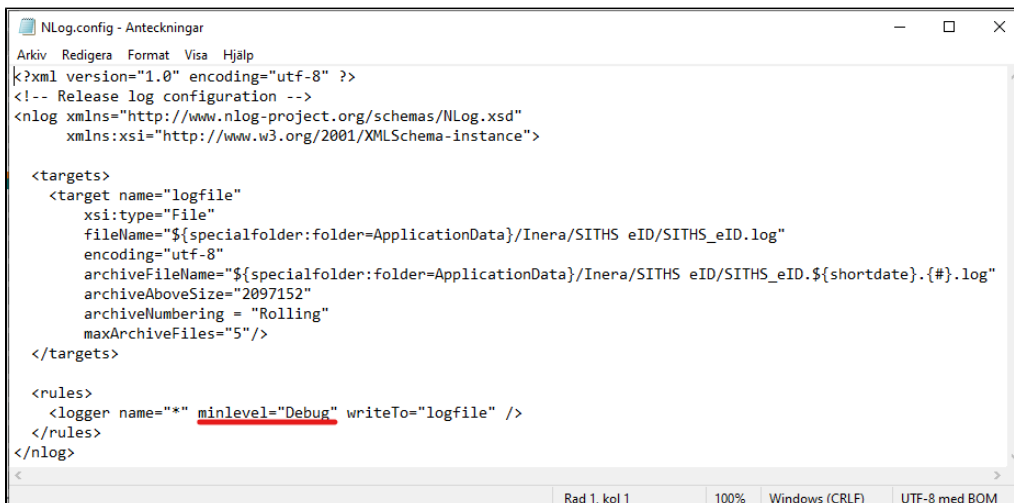 NLog.config - Anteckningar
Arkiv Redigera Format Visa Hjälp
<?xml version="1.0" encoding="utf-8" ?>
<!-- Release log configuration -->
<nlog xmlns="http://www.nlog-project.org/schemas/NLog.xsd"
xmlns:xsi="http://www.w3.org/2001/XMLSchema-instance">
<targets>
<target name="logfile"
xsi:type="File"
fileName="${specialfolder:folder=ApplicationData}/Inera/SITHS eID/SITHS_eID.log"
encoding="utf-8"
archiveFileName="${specialfolder:folder=ApplicationData}/Inera/SITHS eID/SITHS_eID.${shortdate}.{#}.log"
archiveAboveSize="2097152"
archiveNumbering = "Rolling"
maxArchiveFiles="5"/>
</targets>
<rules>
<logger name="*" minlevel="Debug" writeTo="logfile" />
</rules>
</nlog>
Rad 1, kol 1 100% Windows (CRLF) UTF-8 med BOM